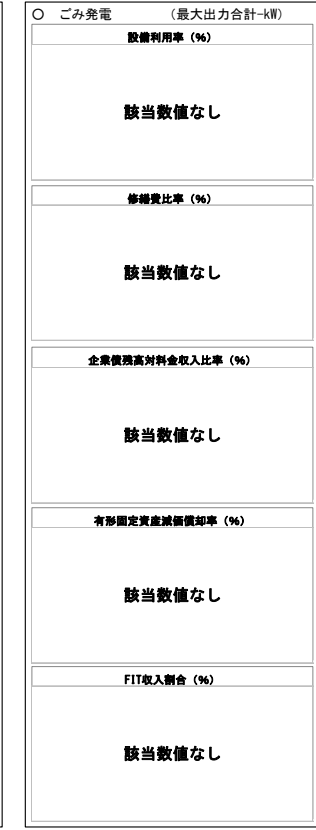 ○ ごみ発電 (最大出力合計-kW)
設備利用率（%）
該当数値なし
修繕費比率（%）
該当数値なし
企業債残高対料金収入比率（%）
該当数値なし
有形固定資産減価償却率（%）
該当数値なし
FIT収入割合（%）
該当数値なし